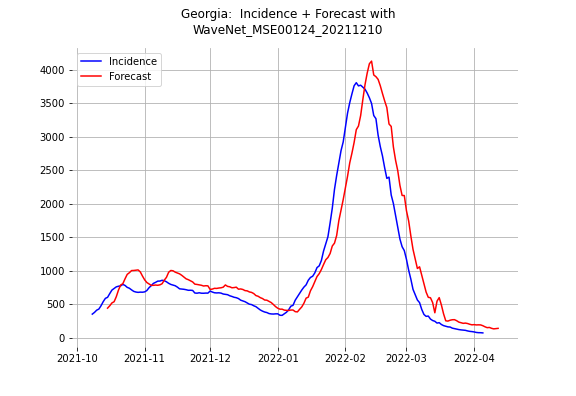 Georgia:  Incidence + Forecast with
WaveNet_MSE00124_20211210
Incidence
Forecast
4000
3500
3000
2500
2000
1500
1000
500
0
2021-10 2021-11 2021-12 2022-01 2022-02 2022-03 2022-04